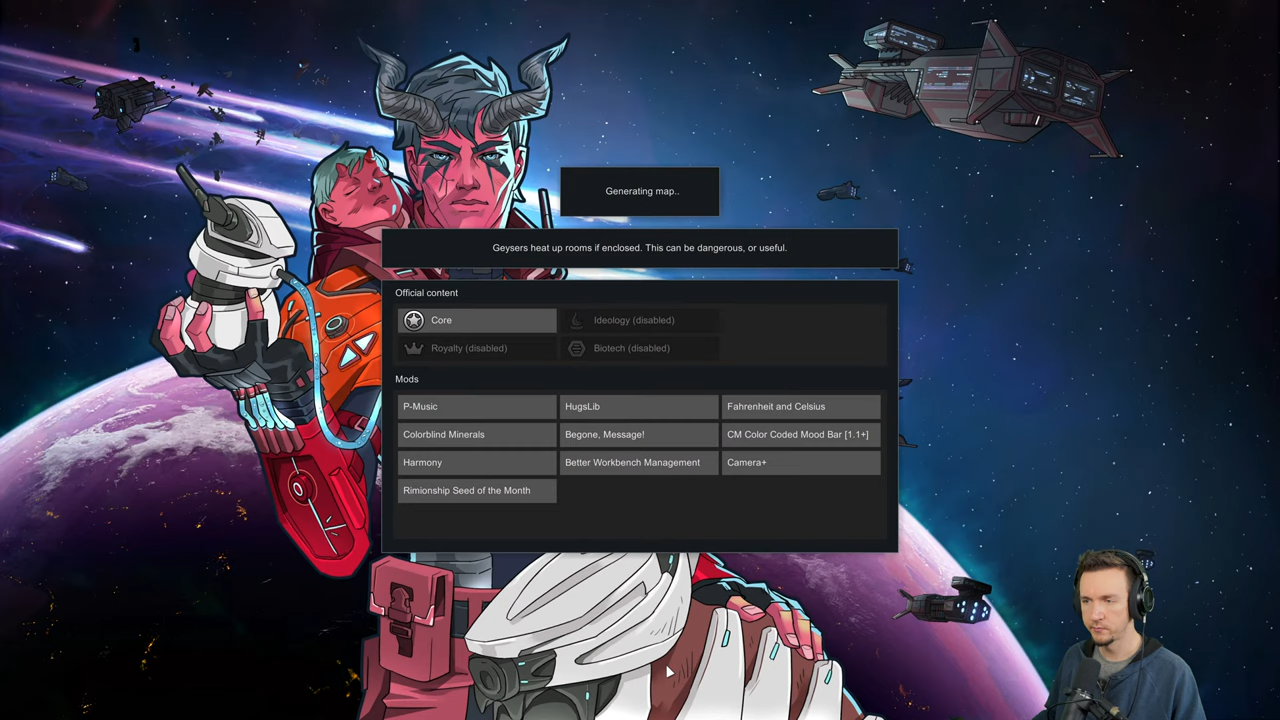 Generating map..
Geysers heat up rooms if enclosed. This can be dangerous, or useful.
Official content
Core
Ideology (disabled)
Royalty (disabled)
Biotech (disabled)
Mods
P-Music
HugsLib
Fahrenheit and Celsius
Colorblind Minerals
Begone, Message!
CM Color Coded Mood Bar [1.1+]
Harmony
Better Workbench Management
Camera+
Rimionship Seed of the Month